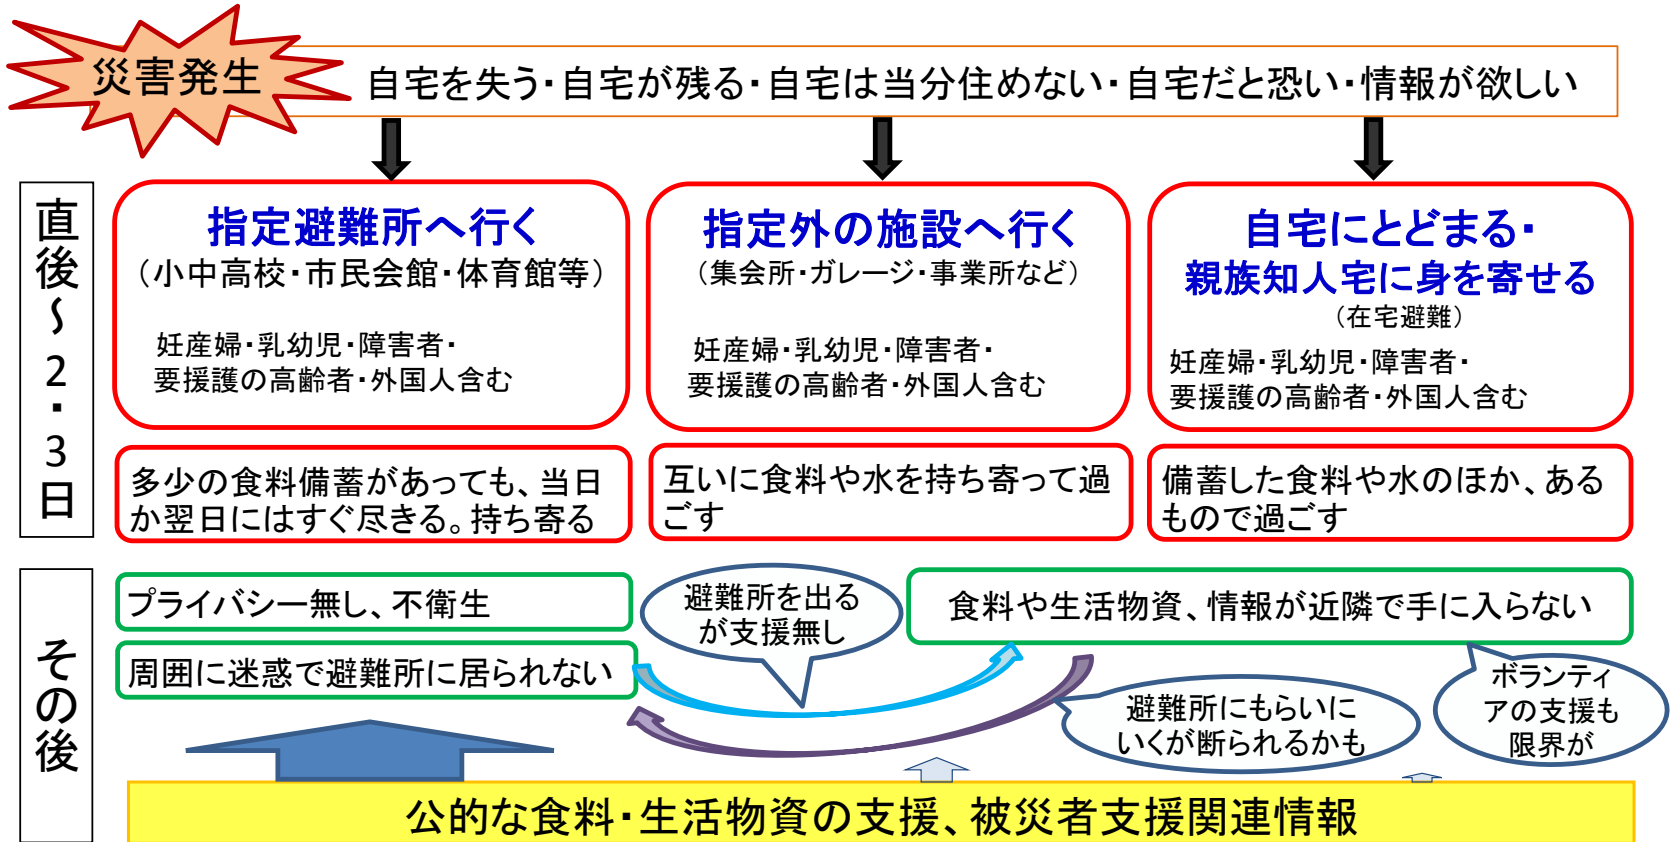 災害発生
自宅を失う・自宅が残る・自宅は当分住めない・自宅だと恐い・情報が欲しい
直後～2・3日
指定避難所へ行く
（小中高校・市民会館・体育館等）
妊産婦・乳幼児・障害者・
要援護の高齢者・外国人含む
指定外の施設へ行く
（集会所・ガレージ・事業所など）
妊産婦・乳幼児・障害者・
要援護の高齢者・外国人含む
自宅にとどまる・
親族知人宅に身を寄せる
（在宅避難）
妊産婦・乳幼児・障害者・
要援護の高齢者・外国人含む
多少の食料備蓄があっても、当日
か翌日にはすぐ尽きる。持ち寄る
互いに食料や水を持ち寄って過
ごす
備蓄した食料や水のほか、ある
もので過ごす
その後
プライバシー無し、不衛生
周囲に迷惑で避難所に居られない
避難所を出る
が支援無し
食料や生活物資、情報が近隣で手に入らない
避難所にもらいに
いくが断られるかも
ボランティ
アの支援も
限界が
公的な食料・生活物資の支援、被災者支援関連情報